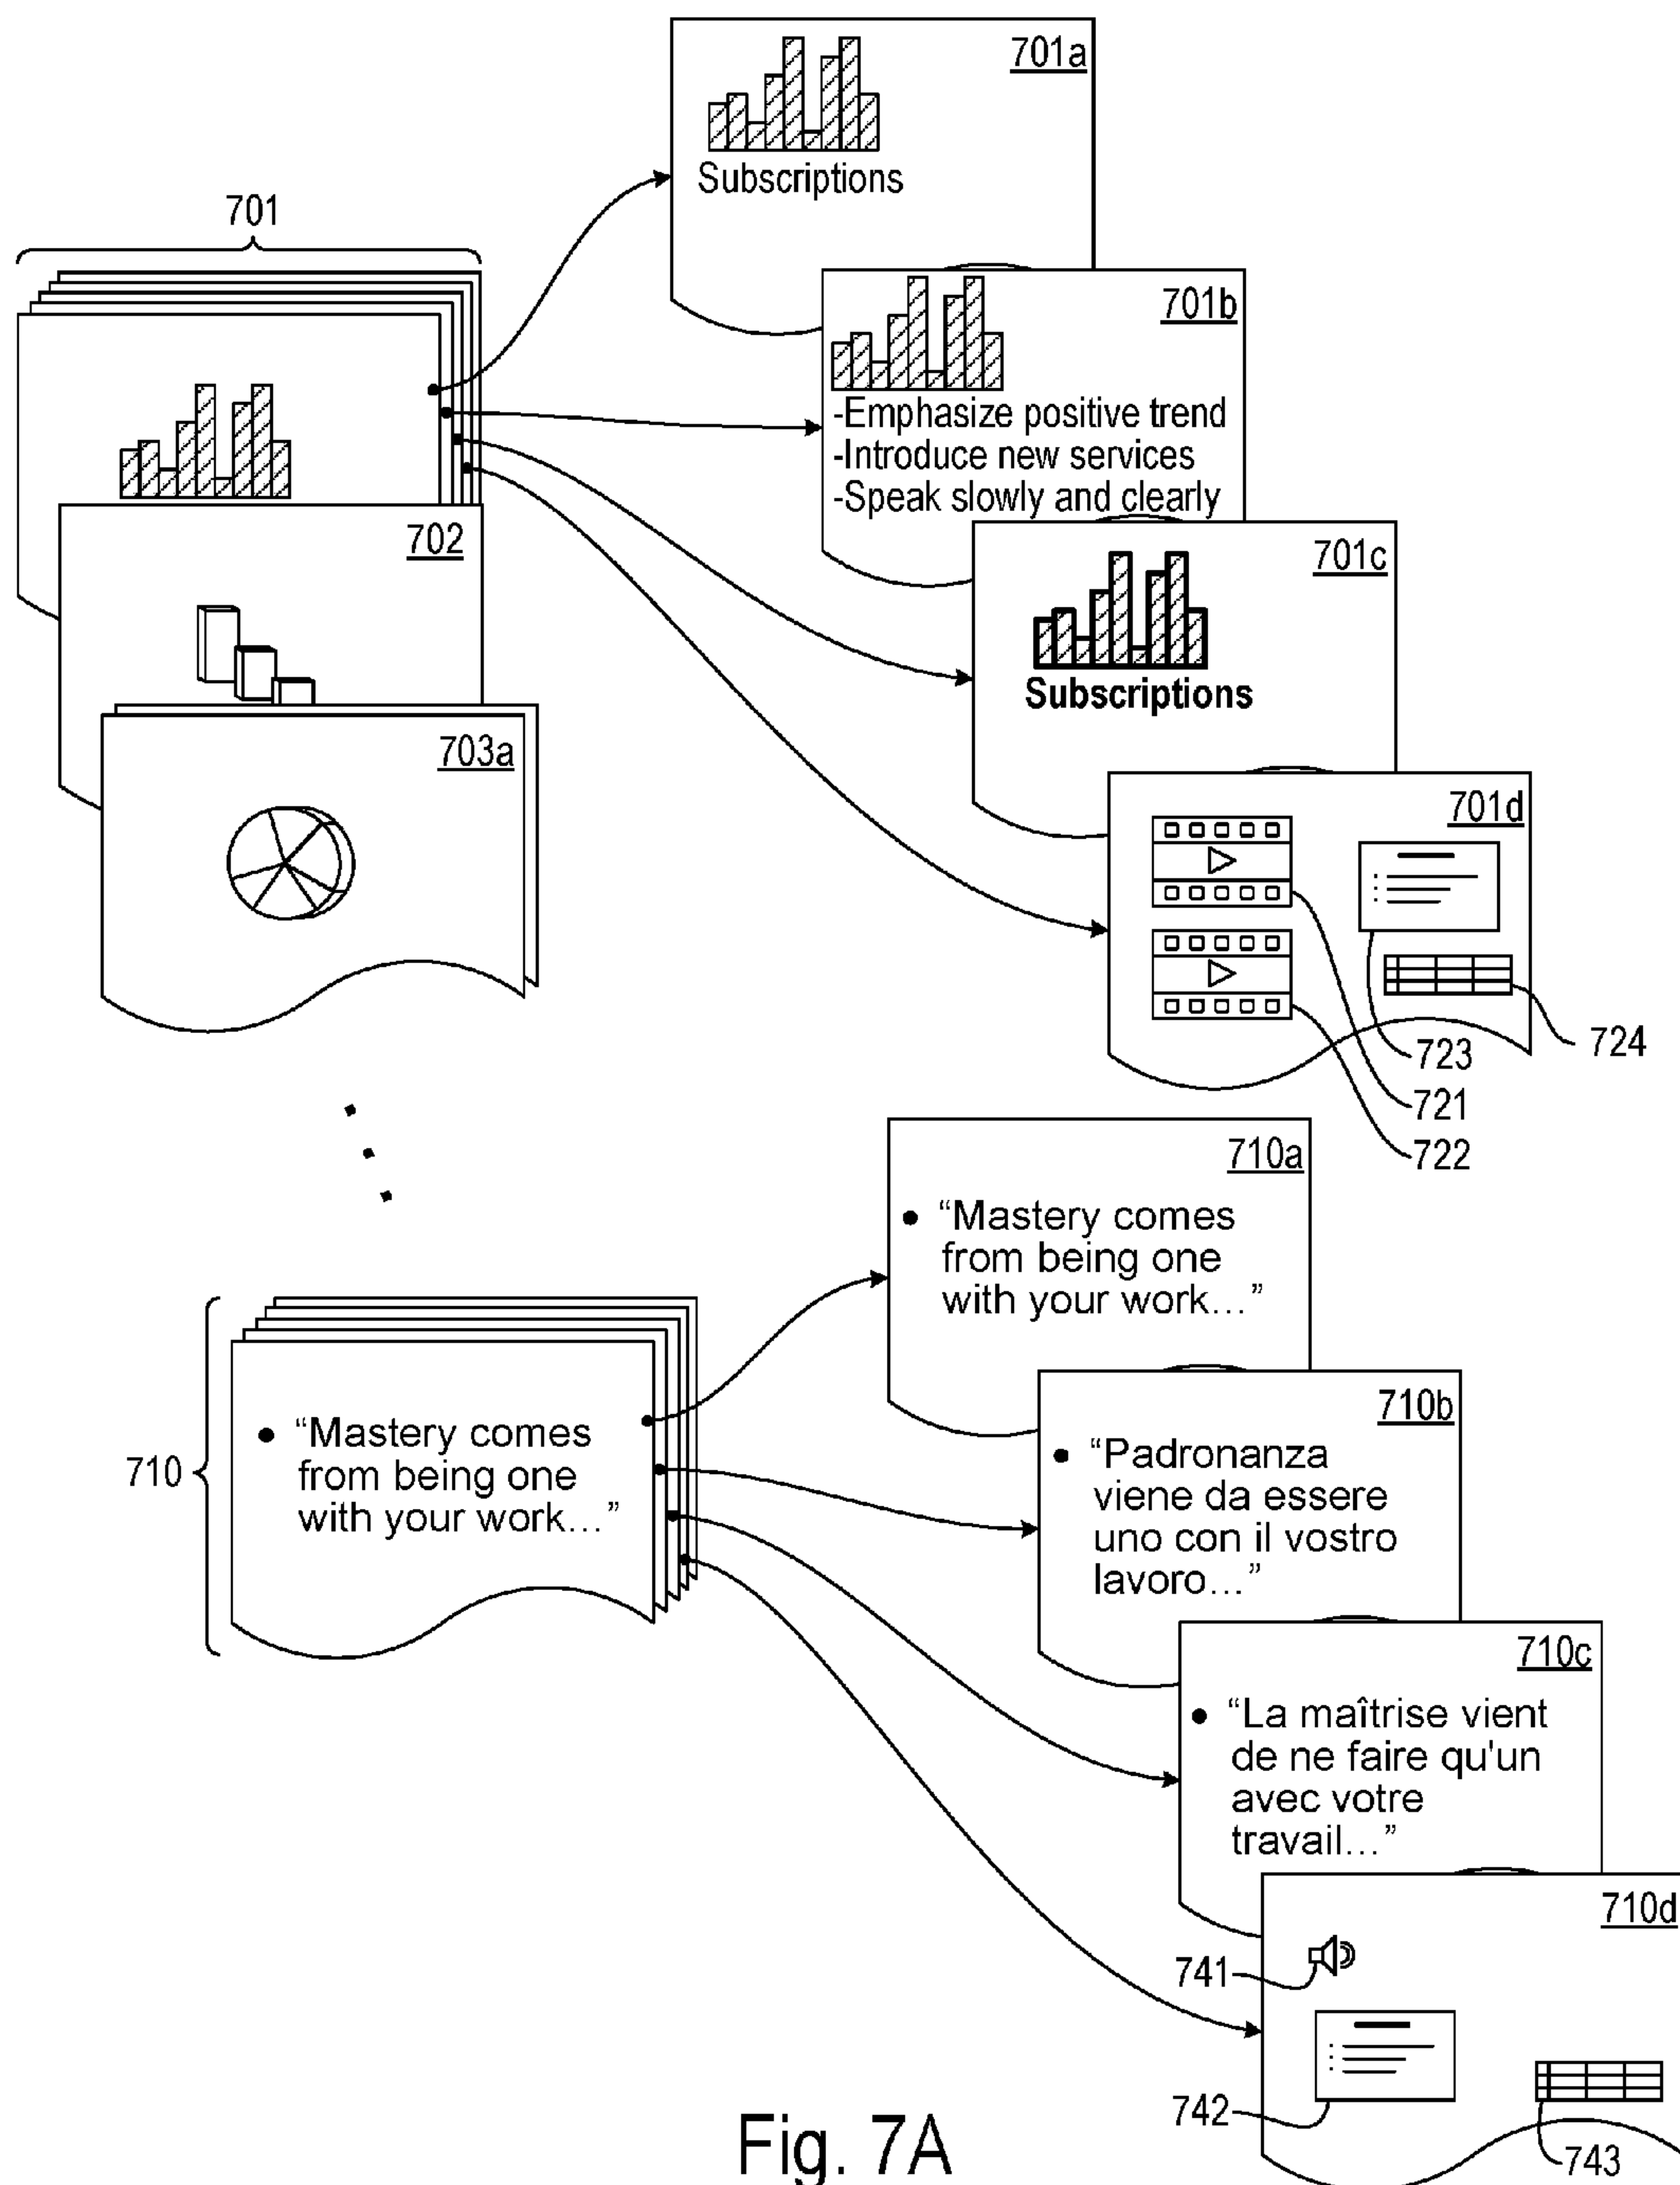 701a
Subscriptions
701
701b
-Emphasize positive trend
-Introduce new services
-Speak slowly and clearly
702
701c
Subscriptions
703a
701d
724
723
721
722
710a
• “Mastery comes
from being one
with your work...”
710
• “Mastery comes
from being one
with your work...”
710b
• “Padronanza
viene da essere
uno con il vostro
lavoro...”
710c
• “La maîtrise vient
de ne faire qu'un
avec votre
travail...”
710d
741
742
743
Fig. 7A